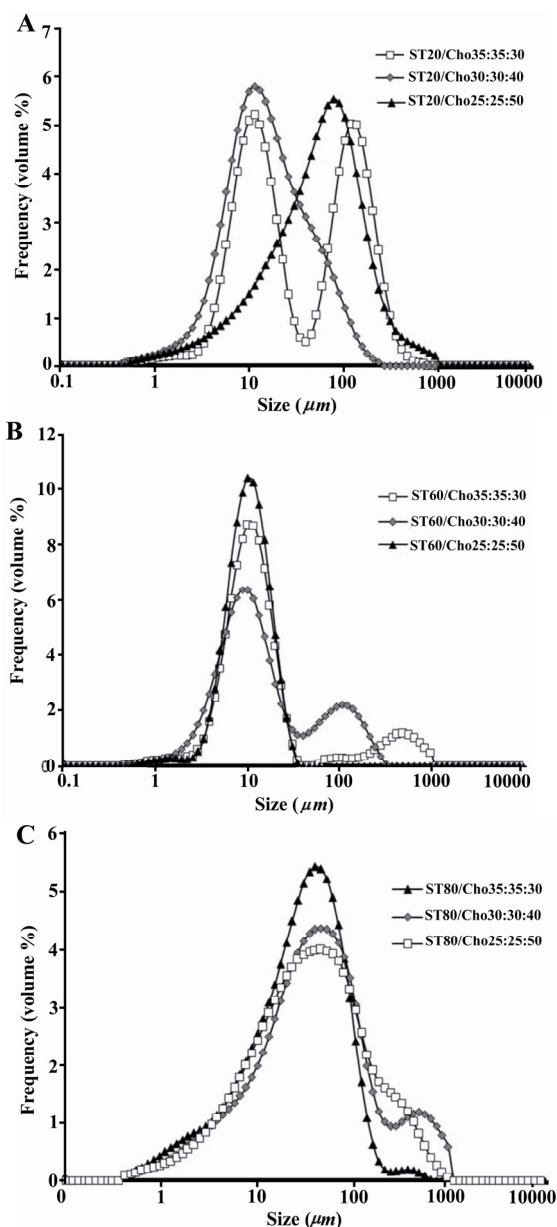 A
Frequency (volume %)
7
6
5
4
3
2
1
0
ST20/Cho35:35:30
ST20/Cho30:30:40
ST20/Cho25:25:50
0.1 1 10 100 1000 10000
Size (μm)
B
Frequency (volume %)
12
10
8
6
4
2
0
ST60/Cho35:35:30
ST60/Cho30:30:40
ST60/Cho25:25:50
0.1 1 10 100 1000 10000
Size (μm)
C
Frequency (volume %)
6
5
4
3
2
1
0
ST80/Cho35:35:30
ST80/Cho30:30:40
ST80/Cho25:25:50
0 1 10 100 1000 10000
Size (μm)